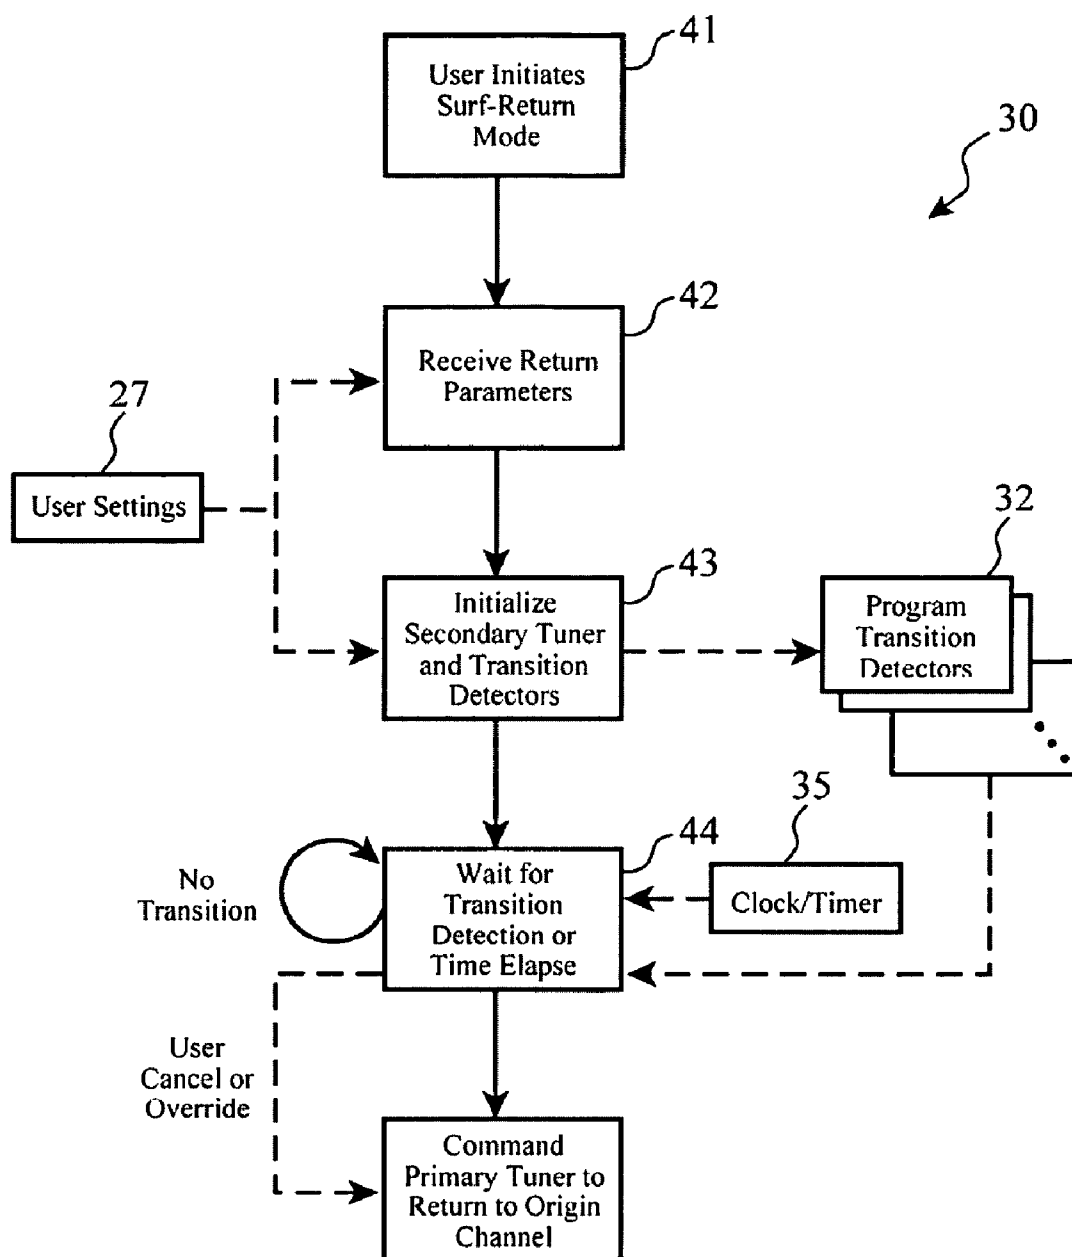 41
User Initiates
Surf-Return
Mode
30
42
Receive Return
Parameters
27
User Settings
43
Initialize
Secondary Tuner
and Transition
Detectors
32
Program
Transition
Detectors
35
Clock/Timer
44
Wait for
Transition
Detection or
Time Elapse
No
Transition
User
Cancel or
Override
Command
Primary Tuner to
Return to Origin
Channel